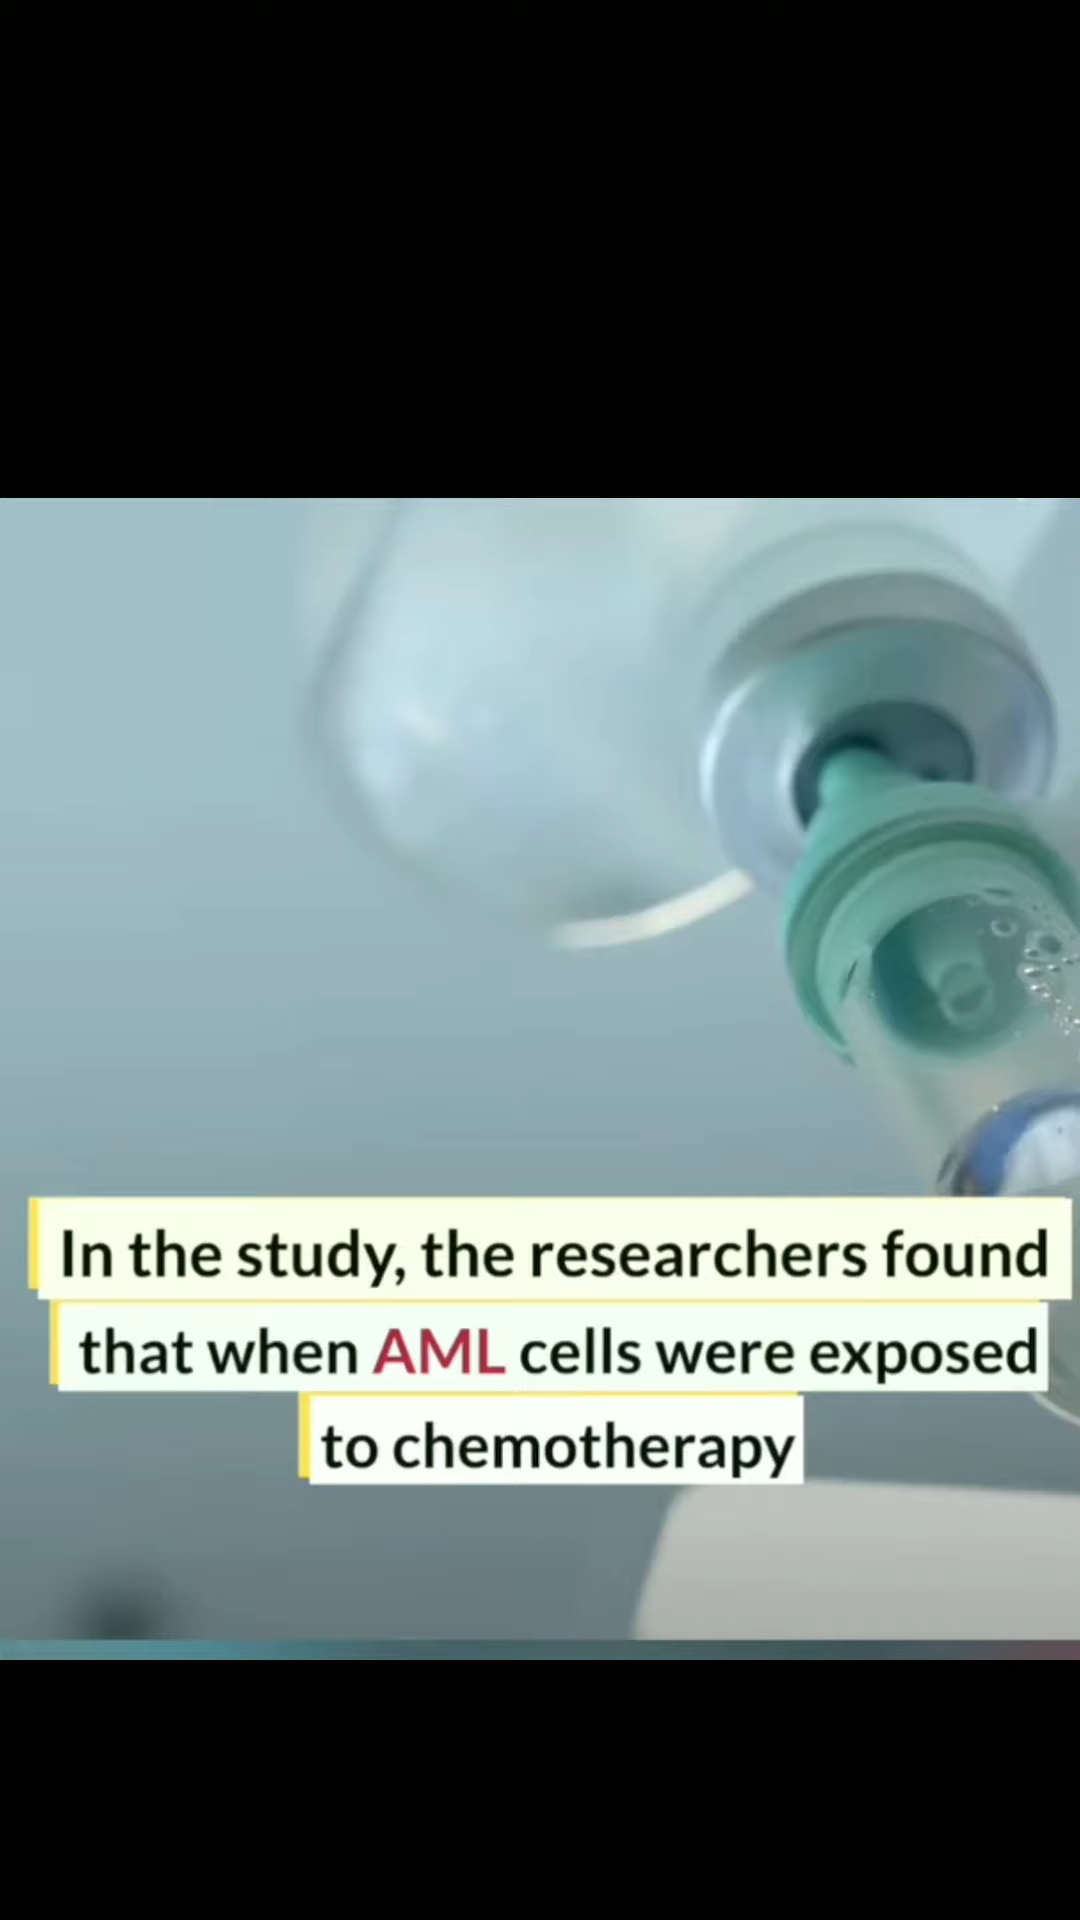 In the study, the researchers found
that when AML cells were exposed
to chemotherapy